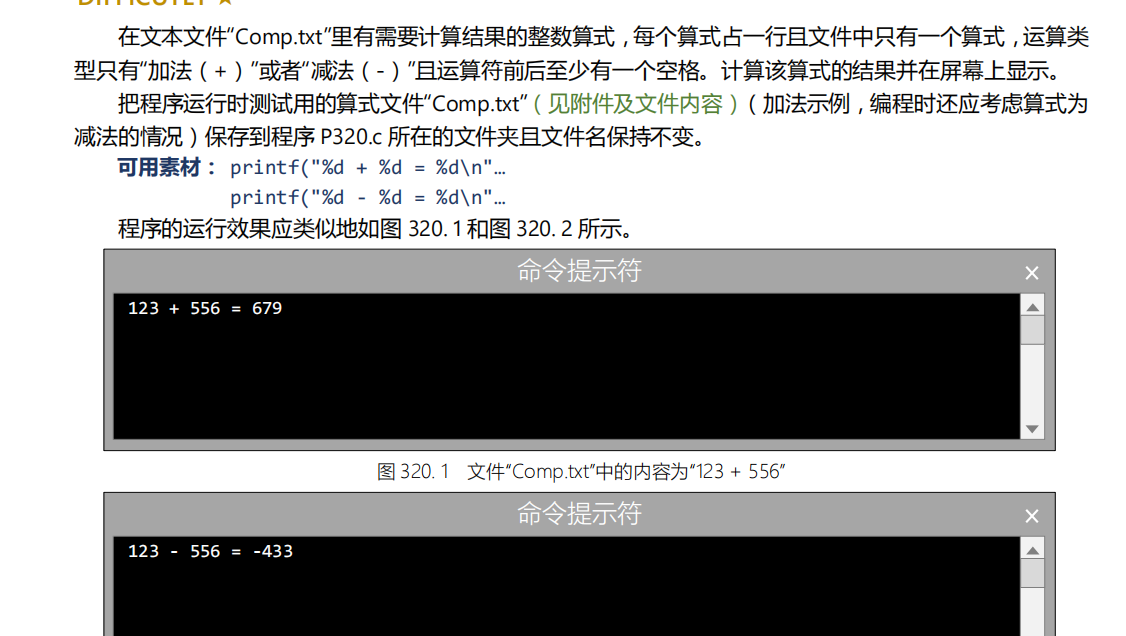 DIFFICULTY ★
在文本文件“Comp.txt”里有需要计算结果的整数算式，每个算式占一行且文件中只有一个算式，运算类
型只有“加法（+）”或者“减法（-）”且运算符前后至少有一个空格。计算该算式的结果并在屏幕上显示。
把程序运行时测试用的算式文件“Comp.txt”（见附件及文件内容）（加法示例，编程时还应考虑算式为
减法的情况）保存到程序 P320.c 所在的文件夹且文件名保持不变。
可用素材： printf("%d + %d = %d\n"…
printf("%d - %d = %d\n"…
程序的运行效果应类似地如图 320.1和图 320.2 所示。
命令提示符 ×
123 + 556 = 679
图 320.1 文件“Comp.txt”中的内容为“123 + 556”
命令提示符 ×
123 - 556 = -433